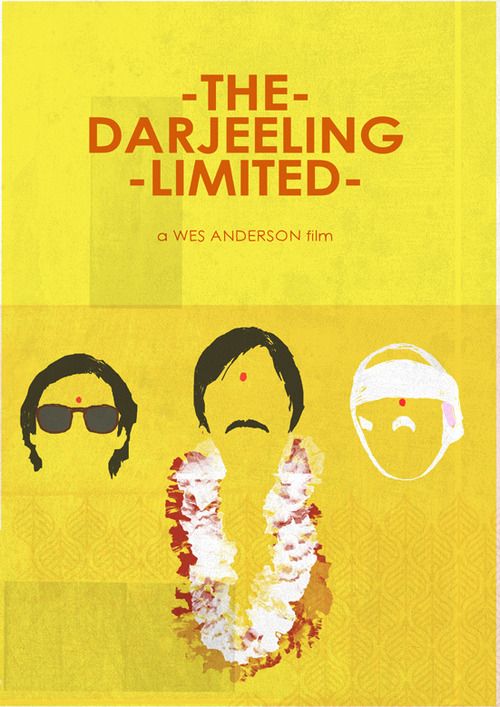 -THE-
DARJEELING
-LIMITED-
a WES ANDERSON film